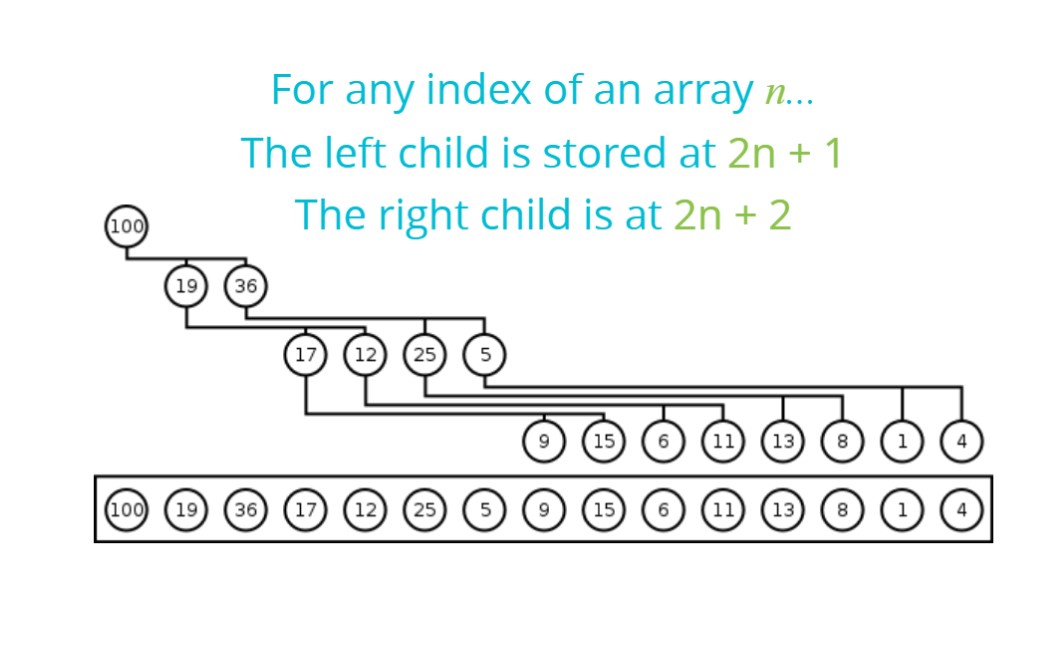 For any index of an array n...
The left child is stored at 2n + 1
The right child is at 2n + 2
100
19 36
17 12 25 5
9 15 6 11 13 8 1 4
100 19 36 17 12 25 5 9 15 6 11 13 8 1 4